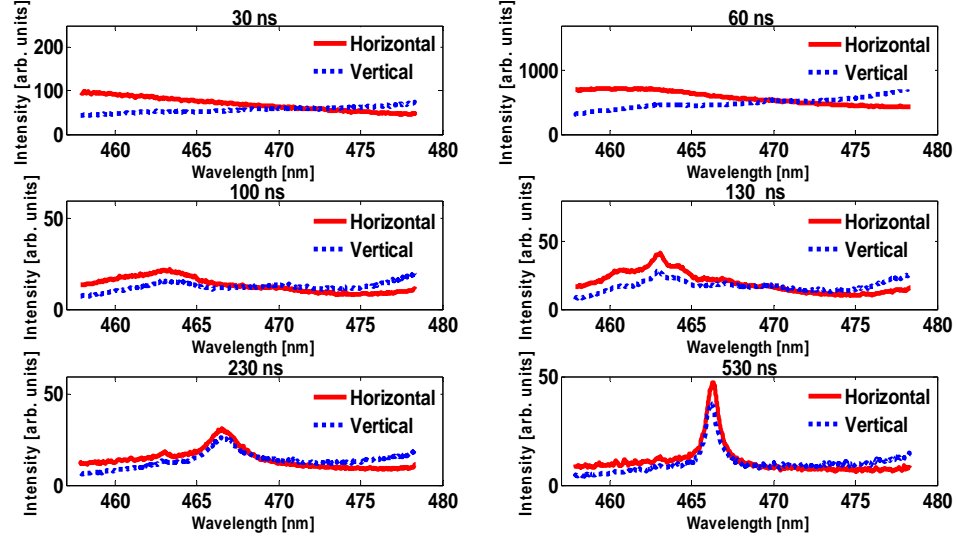 30 ns
Intensity [arb. units]
200
100
0
Horizontal
Vertical
460 465 470 475 480
Wavelength [nm]
60 ns
Intensity [arb. units]
1000
0
Horizontal
Vertical
460 465 470 475 480
Wavelength [nm]
100 ns
Intensity [arb. units]
50
0
Horizontal
Vertical
460 465 470 475 480
Wavelength [nm]
130 ns
Intensity [arb. units]
50
0
Horizontal
Vertical
460 465 470 475 480
Wavelength [nm]
230 ns
Intensity [arb. units]
50
0
Horizontal
Vertical
460 465 470 475 480
Wavelength [nm]
530 ns
Intensity [arb. units]
50
0
Horizontal
Vertical
460 465 470 475 480
Wavelength [nm]